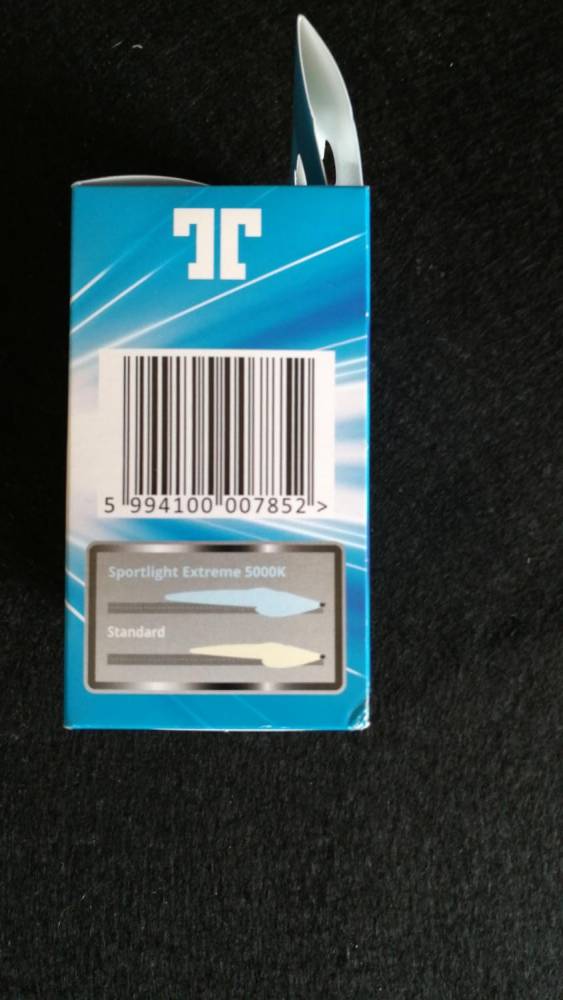 5 994100 007852 >
Sportlight Extreme 5000K
Standard